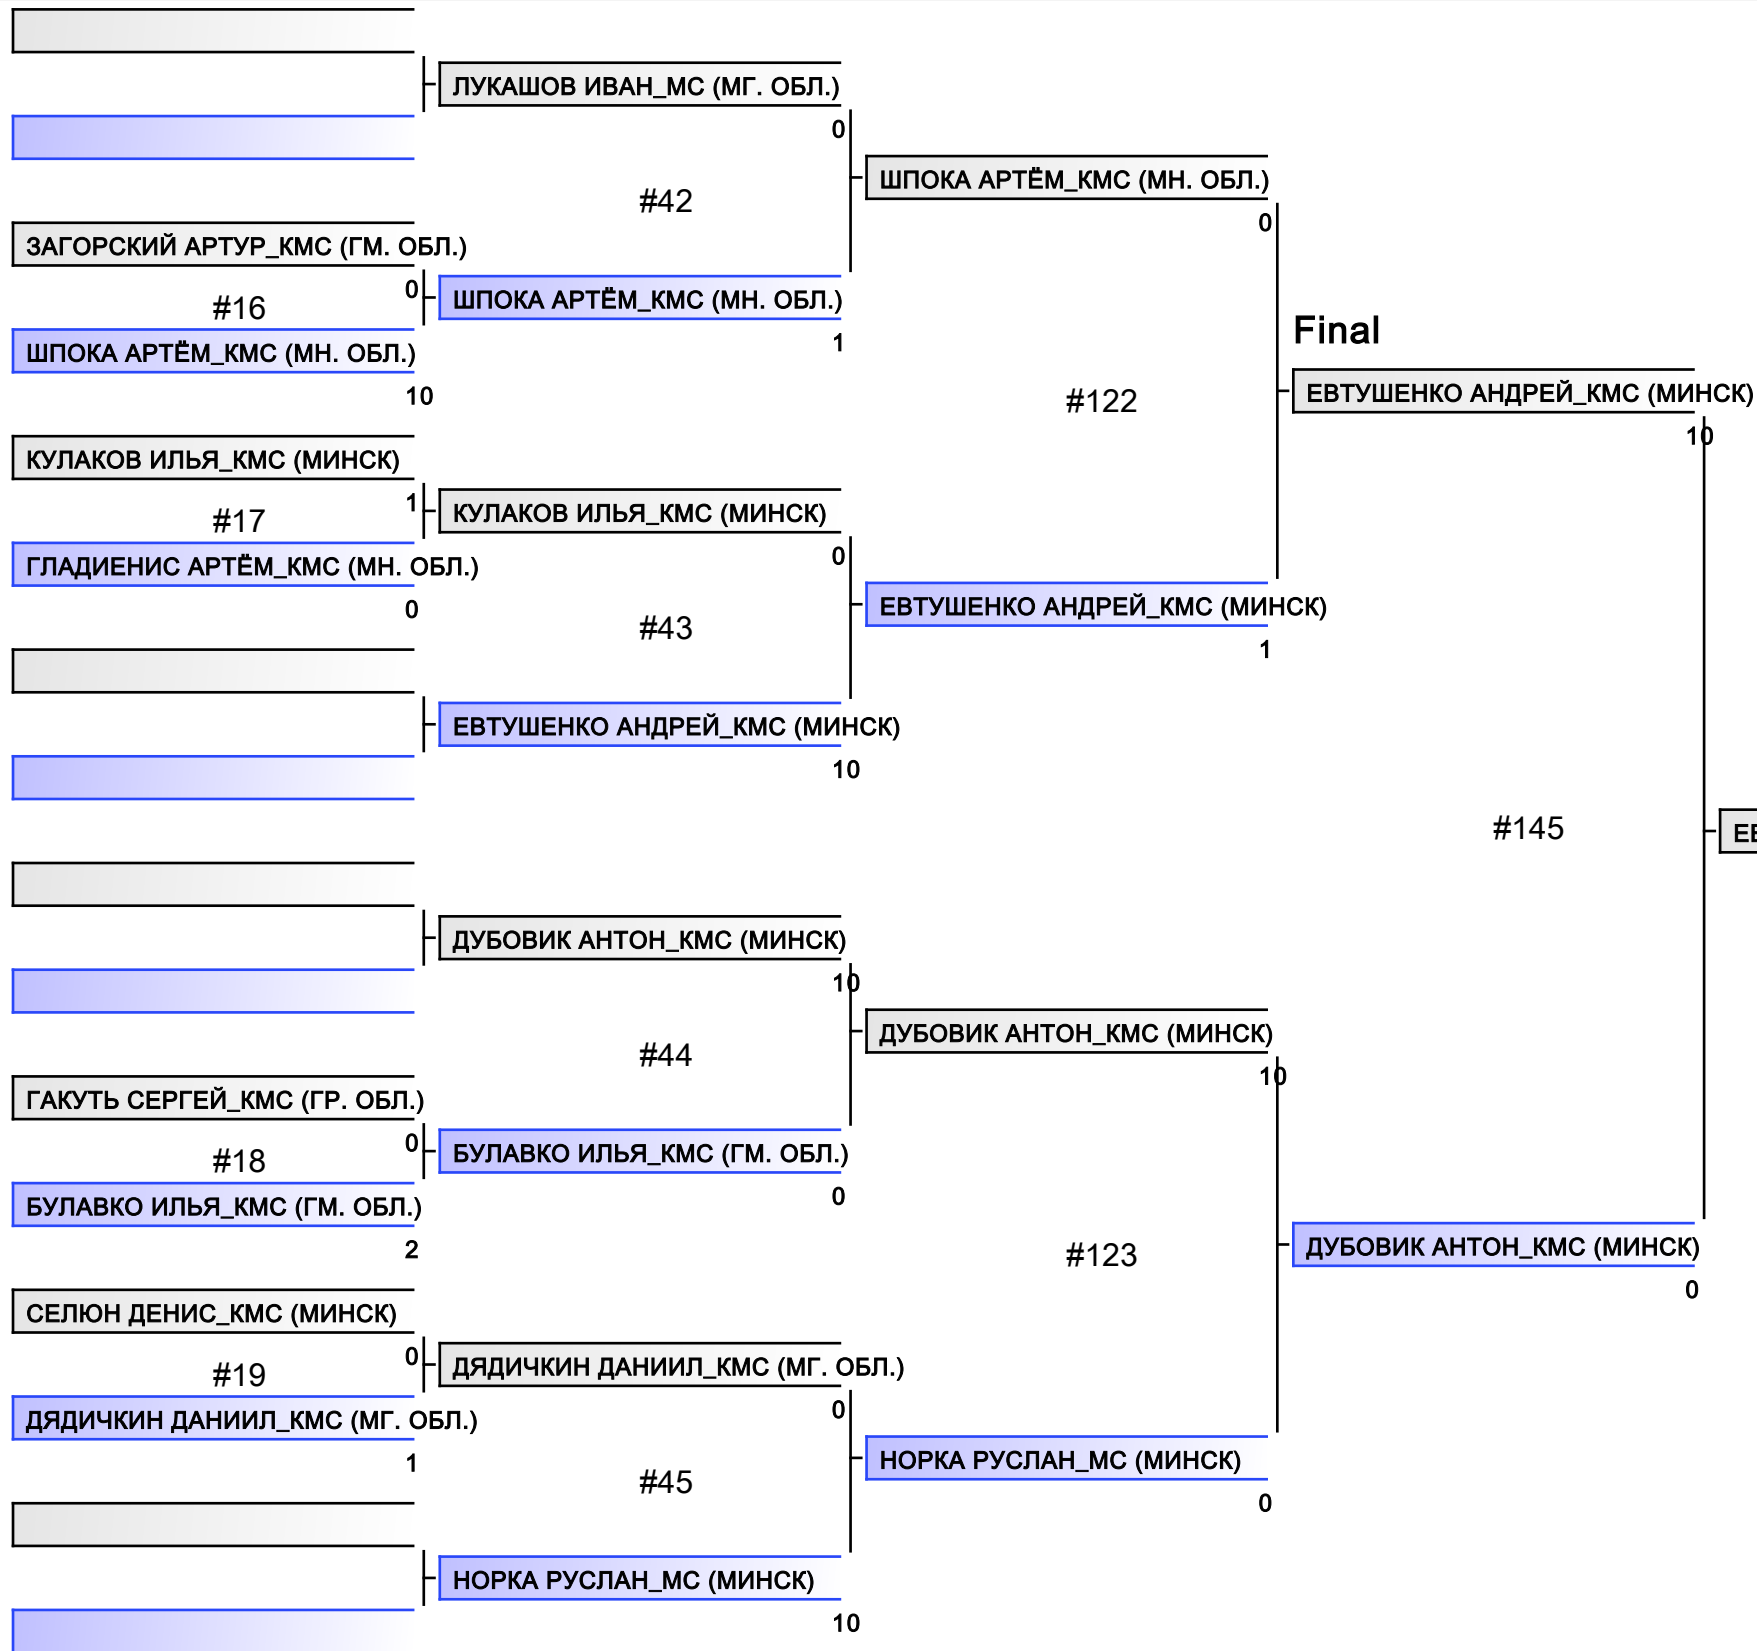 ЛУКАШОВ ИВАН_МС (МГ. ОБЛ.)
0
ШПОКА АРТЁМ_КМС (МН. ОБЛ.)
#42
0
ЗАГОРСКИЙ АРТУР_КМС (ГМ. ОБЛ.)
0
#16
ШПОКА АРТЁМ_КМС (МН. ОБЛ.)
1
Final
ШПОКА АРТЁМ_КМС (МН. ОБЛ.)
10
ЕВТУШЕНКО АНДРЕЙ_КМС (МИНСК)
10
#122
КУЛАКОВ ИЛЬЯ_КМС (МИНСК)
1
#17
КУЛАКОВ ИЛЬЯ_КМС (МИНСК)
0
ГЛАДИЕНИС АРТЁМ_КМС (МН. ОБЛ.)
0
ЕВТУШЕНКО АНДРЕЙ_КМС (МИНСК)
1
#43
ЕВТУШЕНКО АНДРЕЙ_КМС (МИНСК)
10
#145
ДУБОВИК АНТОН_КМС (МИНСК)
10
ДУБОВИК АНТОН_КМС (МИНСК)
10
#44
ГАКУТЬ СЕРГЕЙ_КМС (ГР. ОБЛ.)
0
#18
БУЛАВКО ИЛЬЯ_КМС (ГМ. ОБЛ.)
0
БУЛАВКО ИЛЬЯ_КМС (ГМ. ОБЛ.)
2
#123
ДУБОВИК АНТОН_КМС (МИНСК)
0
СЕЛЮН ДЕНИС_КМС (МИНСК)
0
#19
ДЯДИЧКИН ДАНИИЛ_КМС (МГ. ОБЛ.)
0
ДЯДИЧКИН ДАНИИЛ_КМС (МГ. ОБЛ.)
1
НОРКА РУСЛАН_МС (МИНСК)
0
#45
НОРКА РУСЛАН_МС (МИНСК)
10